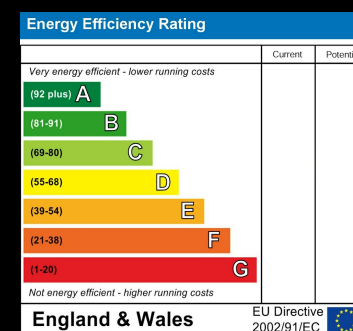 Energy Efficiency Rating
Current Potenti
Very energy efficient - lower running costs
(92 plus) A
(81-91) B
(69-80) C
(55-68) D
(39-54) E
(21-38) F
(1-20) G
Not energy efficient - higher running costs
England & Wales
EU Directive
2002/91/EC